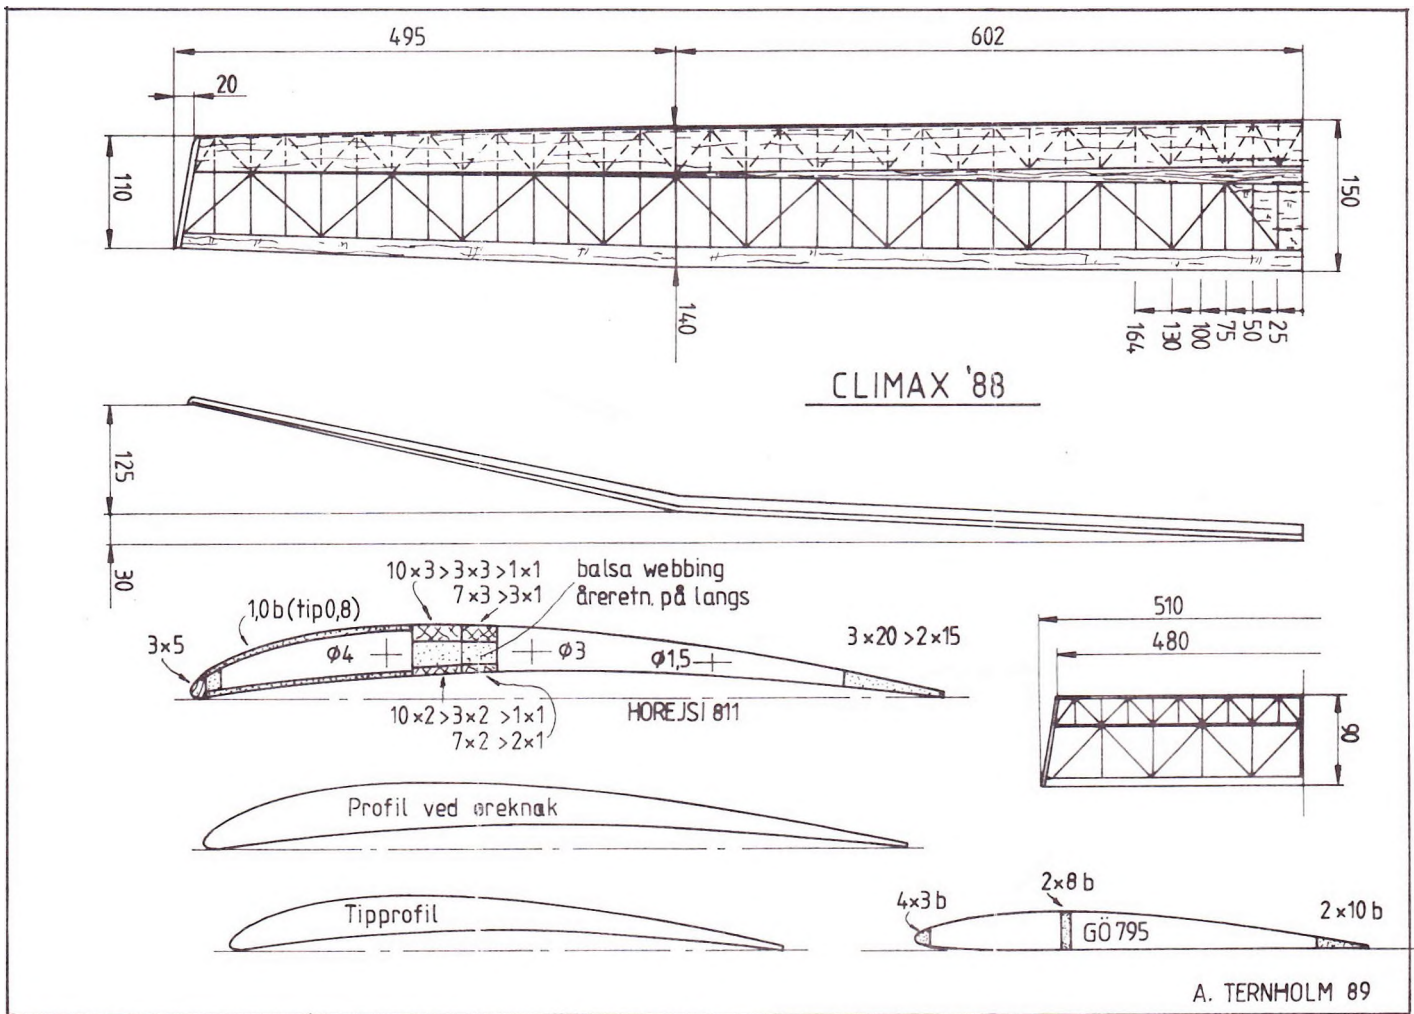 495
602
20
110
150
140
164
130
100
75
50
25
CLIMAX '88
125
30
10×3>3×3>1×1
7×3>3×1
balsa webbing
åreretn. på langs
1,0 b (tip 0,8)
3×5
ø4
ø3
ø1,5
3×20>2×15
10×2>3×2>1×1
7×2>2×1
HOREJSI 811
510
480
90
Profil ved øreknæk
Tipprofil
4×3 b
2×8 b
2×10 b
GÖ 795
A. TERNHOLM 89